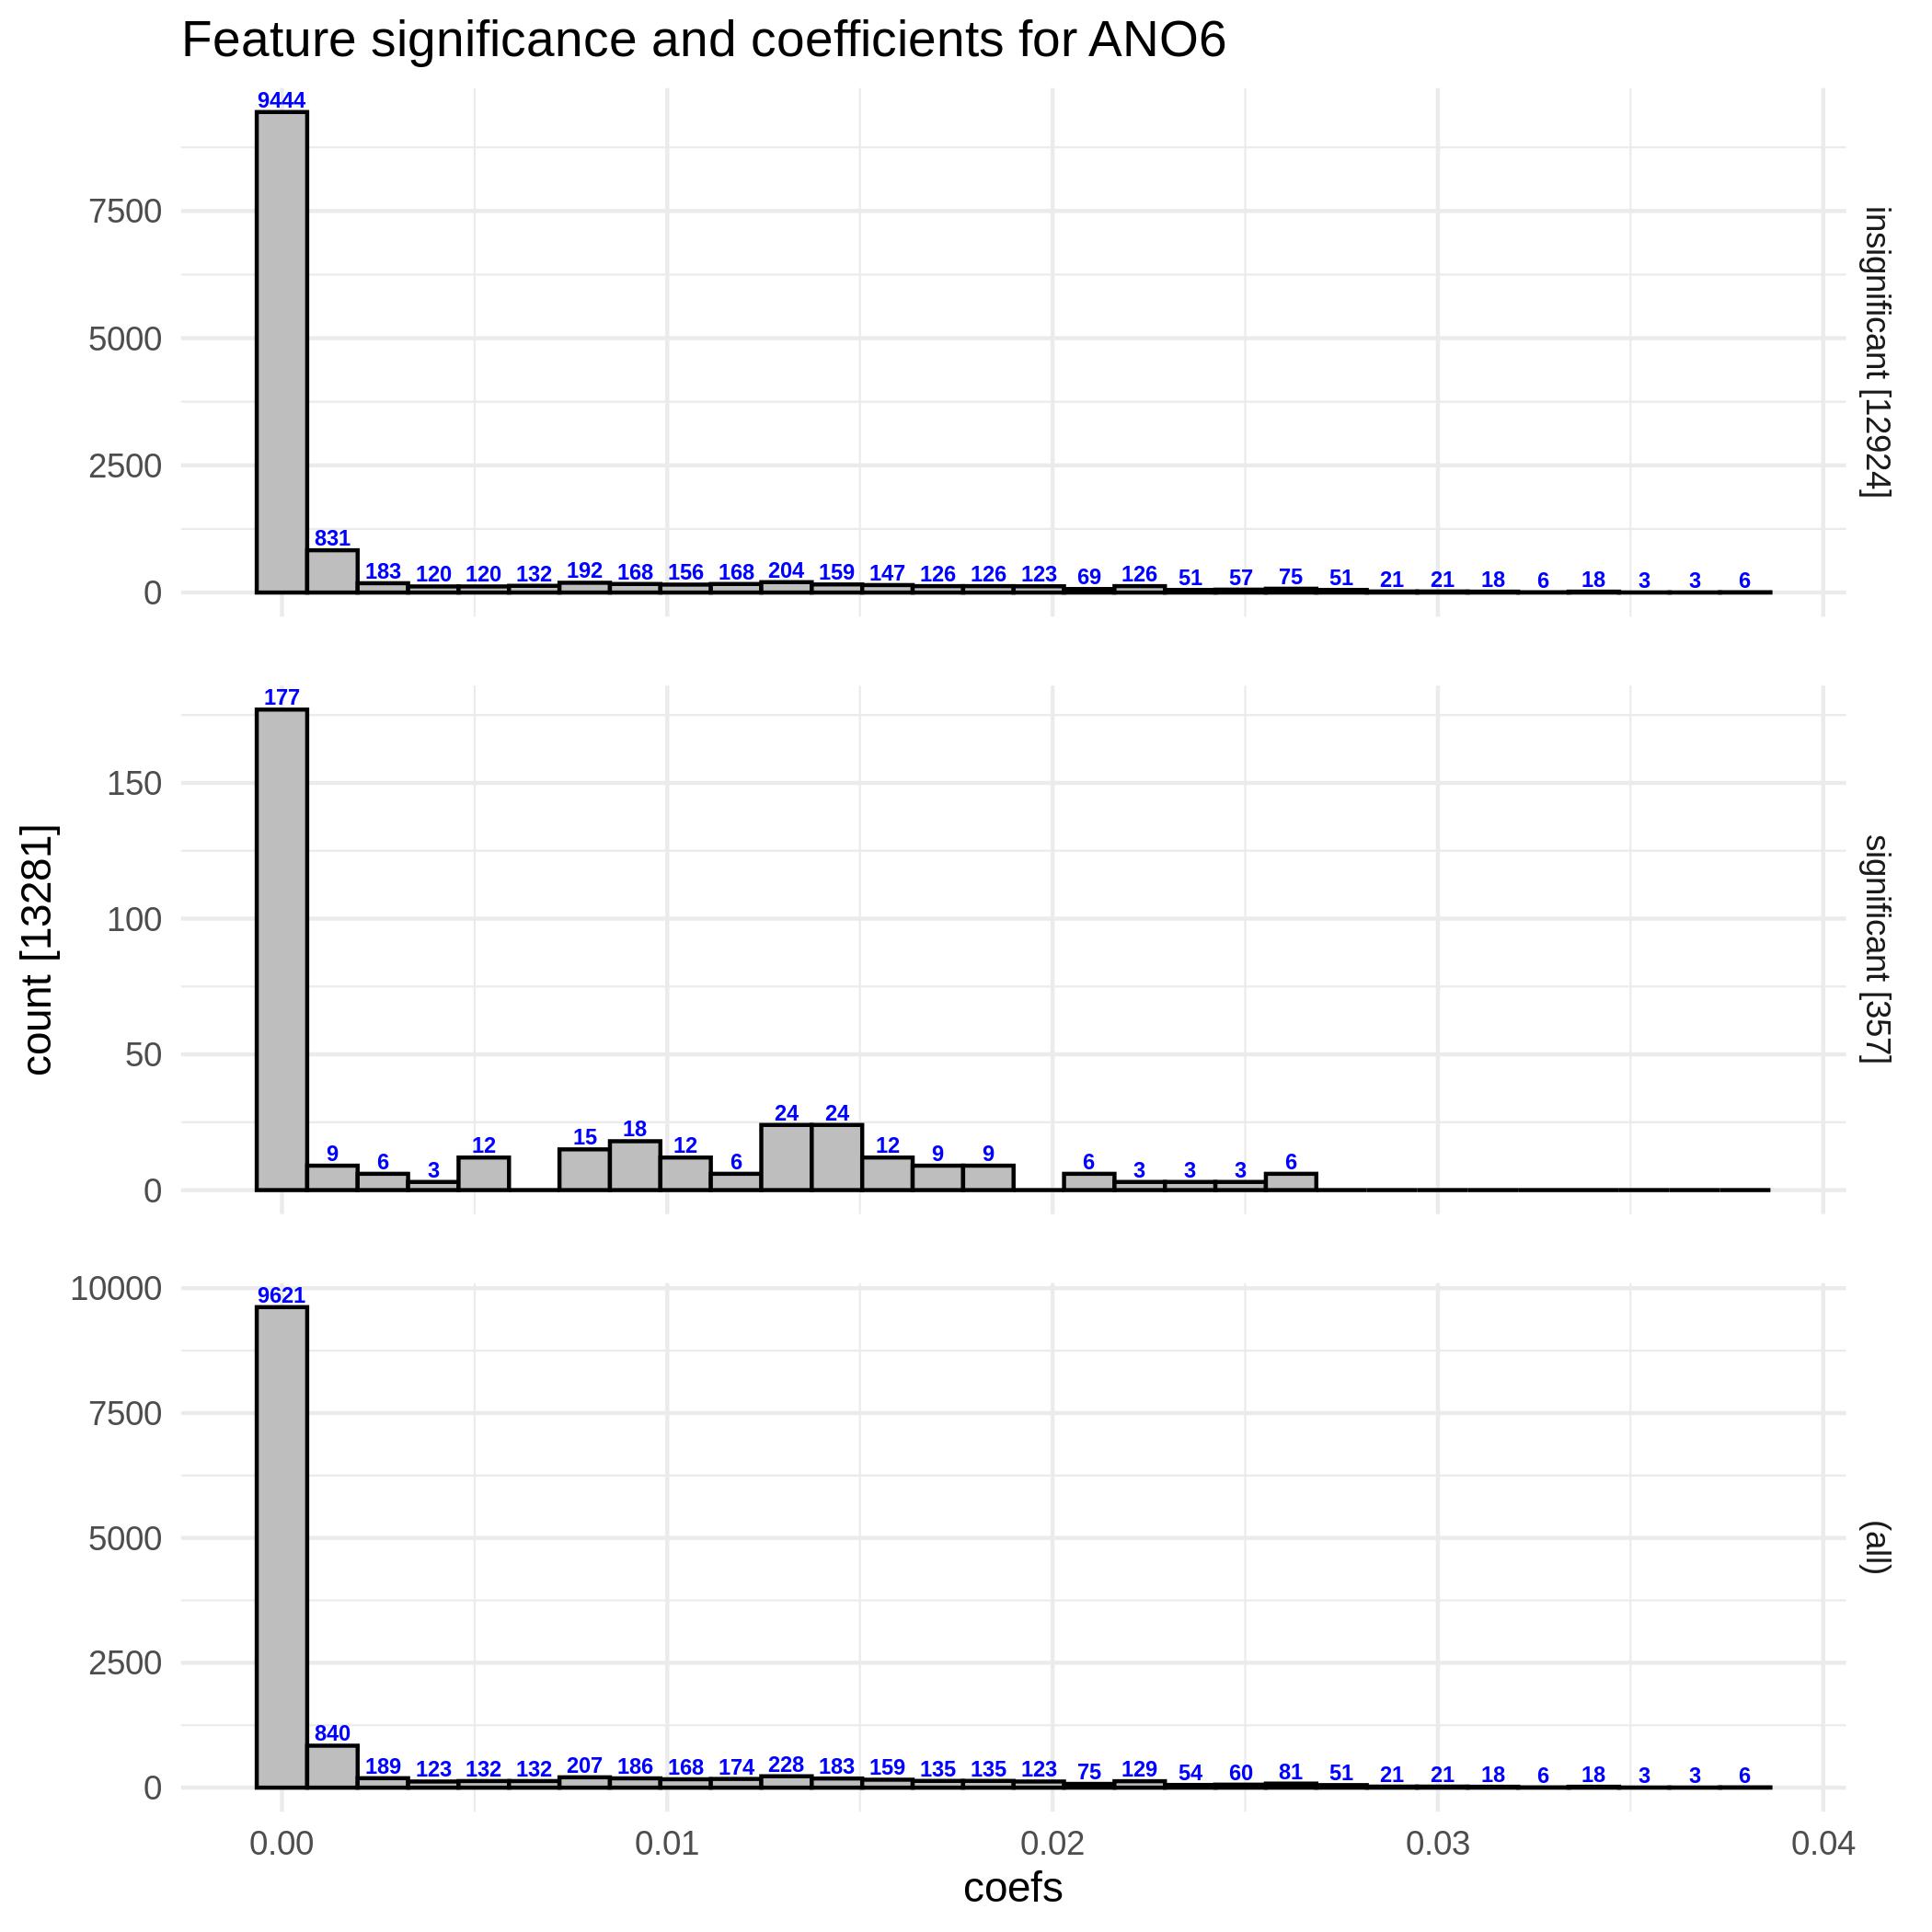 Feature significance and coefficients for ANO6
9444
7500
5000
2500
0
831
183 120 120 132 192 168 156 168 204 159 147 126 126 123 69 126 51 57 75 51 21 21 18 6 18 3 3 6
insignificant [12924]
count [13281]
177
150
100
50
0
9 6 3 12 15 18 12 6 24 24 12 9 9 6 3 3 3 6
significant [357]
10000
9621
7500
5000
2500
0
840
189 123 132 132 207 186 168 174 228 183 159 135 135 123 75 129 54 60 81 51 21 21 18 6 18 3 3 6
(all)
0.00 0.01 0.02 0.03 0.04
coefs